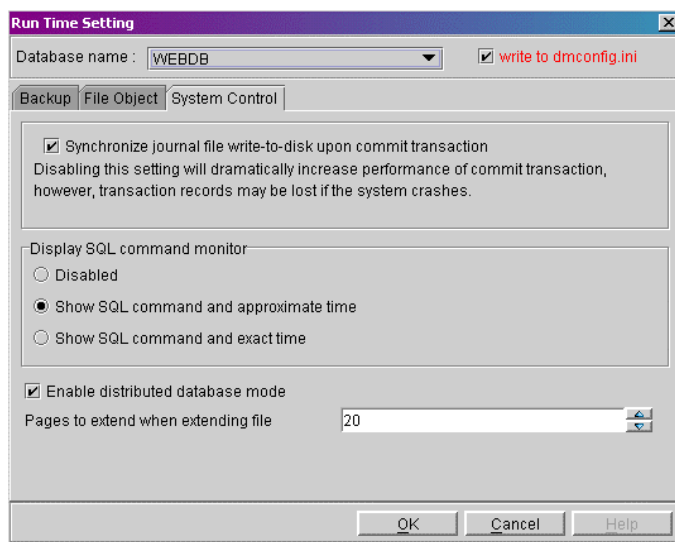 Run Time Setting
Database name : WEBDB write to dmconfig.ini
Backup File Object System Control
Synchronize journal file write-to-disk upon commit transaction
Disabling this setting will dramatically increase performance of commit transaction,
however, transaction records may be lost if the system crashes.
Display SQL command monitor
Disabled
Show SQL command and approximate time
Show SQL command and exact time
Enable distributed database mode
Pages to extend when extending file 20
OK Cancel Help